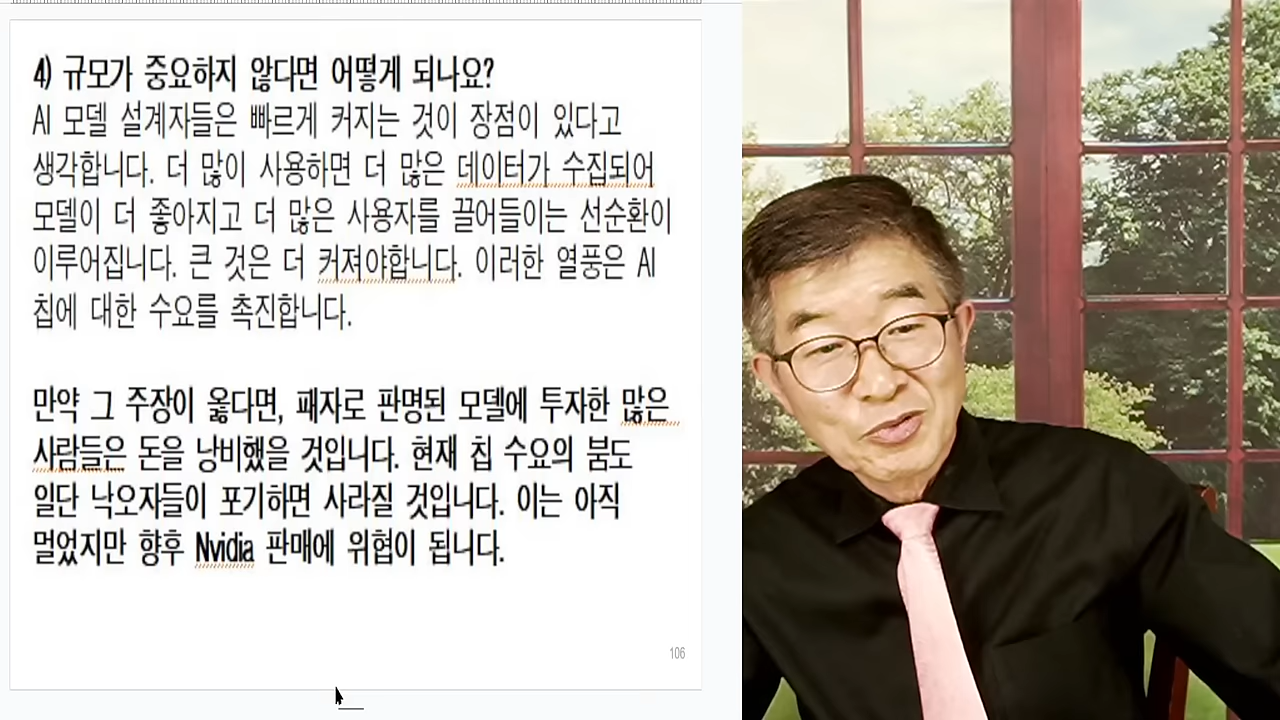 4) 규모가 중요하지 않다면 어떻게 되나요?
AI 모델 설계자들은 빠르게 커지는 것이 장점이 있다고
생각합니다. 더 많이 사용하면 더 많은 데이터가 수집되어
모델이 더 좋아지고 더 많은 사용자를 끌어들이는 선순환이
이루어집니다. 큰 것은 더 커져야합니다. 이러한 열풍은 AI
칩에 대한 수요를 촉진합니다.
만약 그 주장이 옳다면, 패자로 판명된 모델에 투자한 많은
사람들은 돈을 낭비했을 것입니다. 현재 칩 수요의 붐도
일단 낙오자들이 포기하면 사라질 것입니다. 이는 아직
멀었지만 향후 Nvidia 판매에 위협이 됩니다.
106